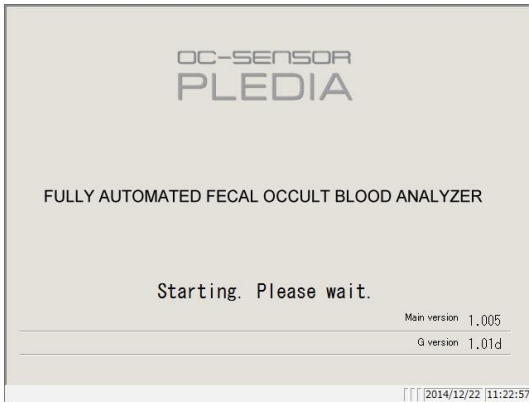 OC-SENSOR
PLEDIA
FULLY AUTOMATED FECAL OCCULT BLOOD ANALYZER
Starting. Please wait.
Main version 1.005
G version 1.01d
2014/12/22 11:22:57